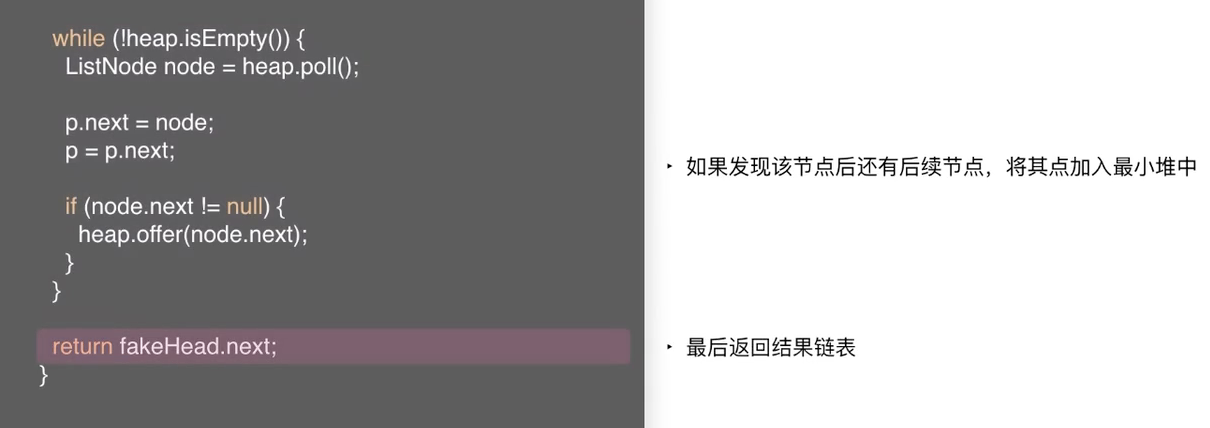 while (!heap.isEmpty()) {
ListNode node = heap.poll();
p.next = node;
p = p.next;
if (node.next != null) {
heap.offer(node.next);
}
}
return fakeHead.next;
}
‣ 如果发现该节点后还有后续节点，将其点加入最小堆中
‣ 最后返回结果链表